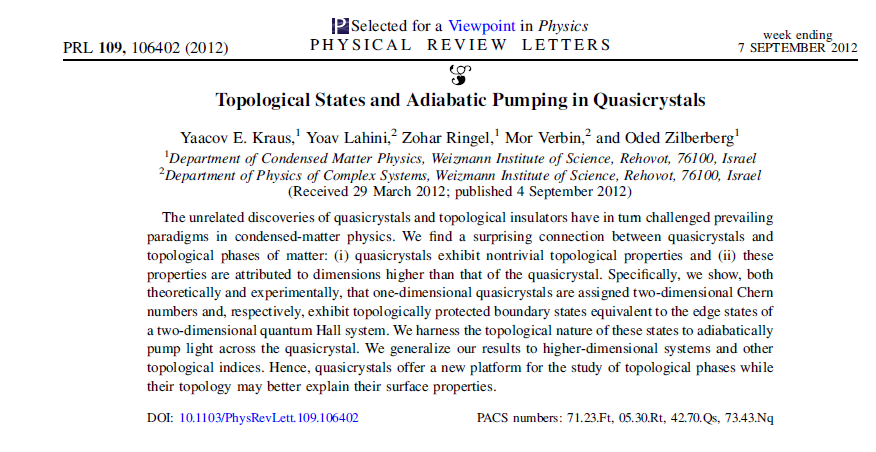 Selected for a Viewpoint in Physics
PRL 109, 106402 (2012)
PHYSICAL REVIEW LETTERS
week ending
7 SEPTEMBER 2012
Topological States and Adiabatic Pumping in Quasicrystals
Yaacov E. Kraus,1 Yoav Lahini,2 Zohar Ringel,1 Mor Verbin,2 and Oded Zilberberg1
1Department of Condensed Matter Physics, Weizmann Institute of Science, Rehovot, 76100, Israel
2Department of Physics of Complex Systems, Weizmann Institute of Science, Rehovot, 76100, Israel
(Received 29 March 2012; published 4 September 2012)
The unrelated discoveries of quasicrystals and topological insulators have in turn challenged prevailing
paradigms in condensed-matter physics. We find a surprising connection between quasicrystals and
topological phases of matter: (i) quasicrystals exhibit nontrivial topological properties and (ii) these
properties are attributed to dimensions higher than that of the quasicrystal. Specifically, we show, both
theoretically and experimentally, that one-dimensional quasicrystals are assigned two-dimensional Chern
numbers and, respectively, exhibit topologically protected boundary states equivalent to the edge states of
a two-dimensional quantum Hall system. We harness the topological nature of these states to adiabatically
pump light across the quasicrystal. We generalize our results to higher-dimensional systems and other
topological indices. Hence, quasicrystals offer a new platform for the study of topological phases while
their topology may better explain their surface properties.
DOI: 10.1103/PhysRevLett.109.106402
PACS numbers: 71.23.Ft, 05.30.Rt, 42.70.Qs, 73.43.Nq